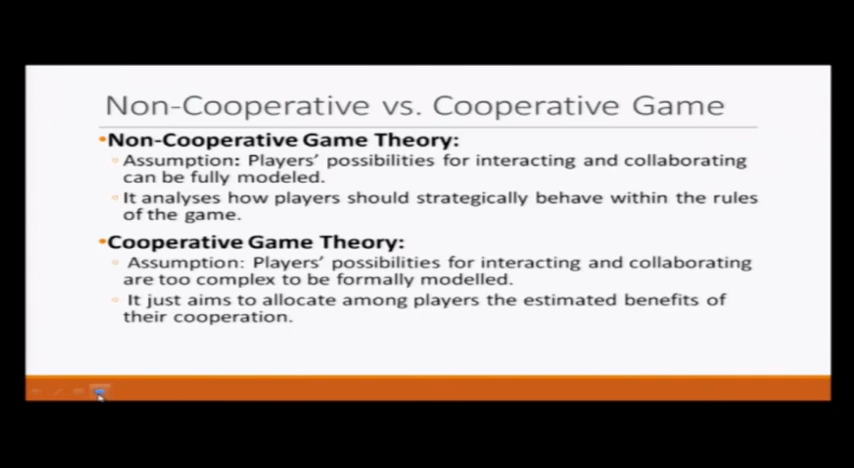 Non-Cooperative vs. Cooperative Game
•Non-Cooperative Game Theory:
◦Assumption: Players' possibilities for interacting and collaborating
can be fully modeled.
◦It analyses how players should strategically behave within the rules
of the game.
•Cooperative Game Theory:
◦ Assumption: Players' possibilities for interacting and collaborating
are too complex to be formally modelled.
◦ It just aims to allocate among players the estimated benefits of
their cooperation.